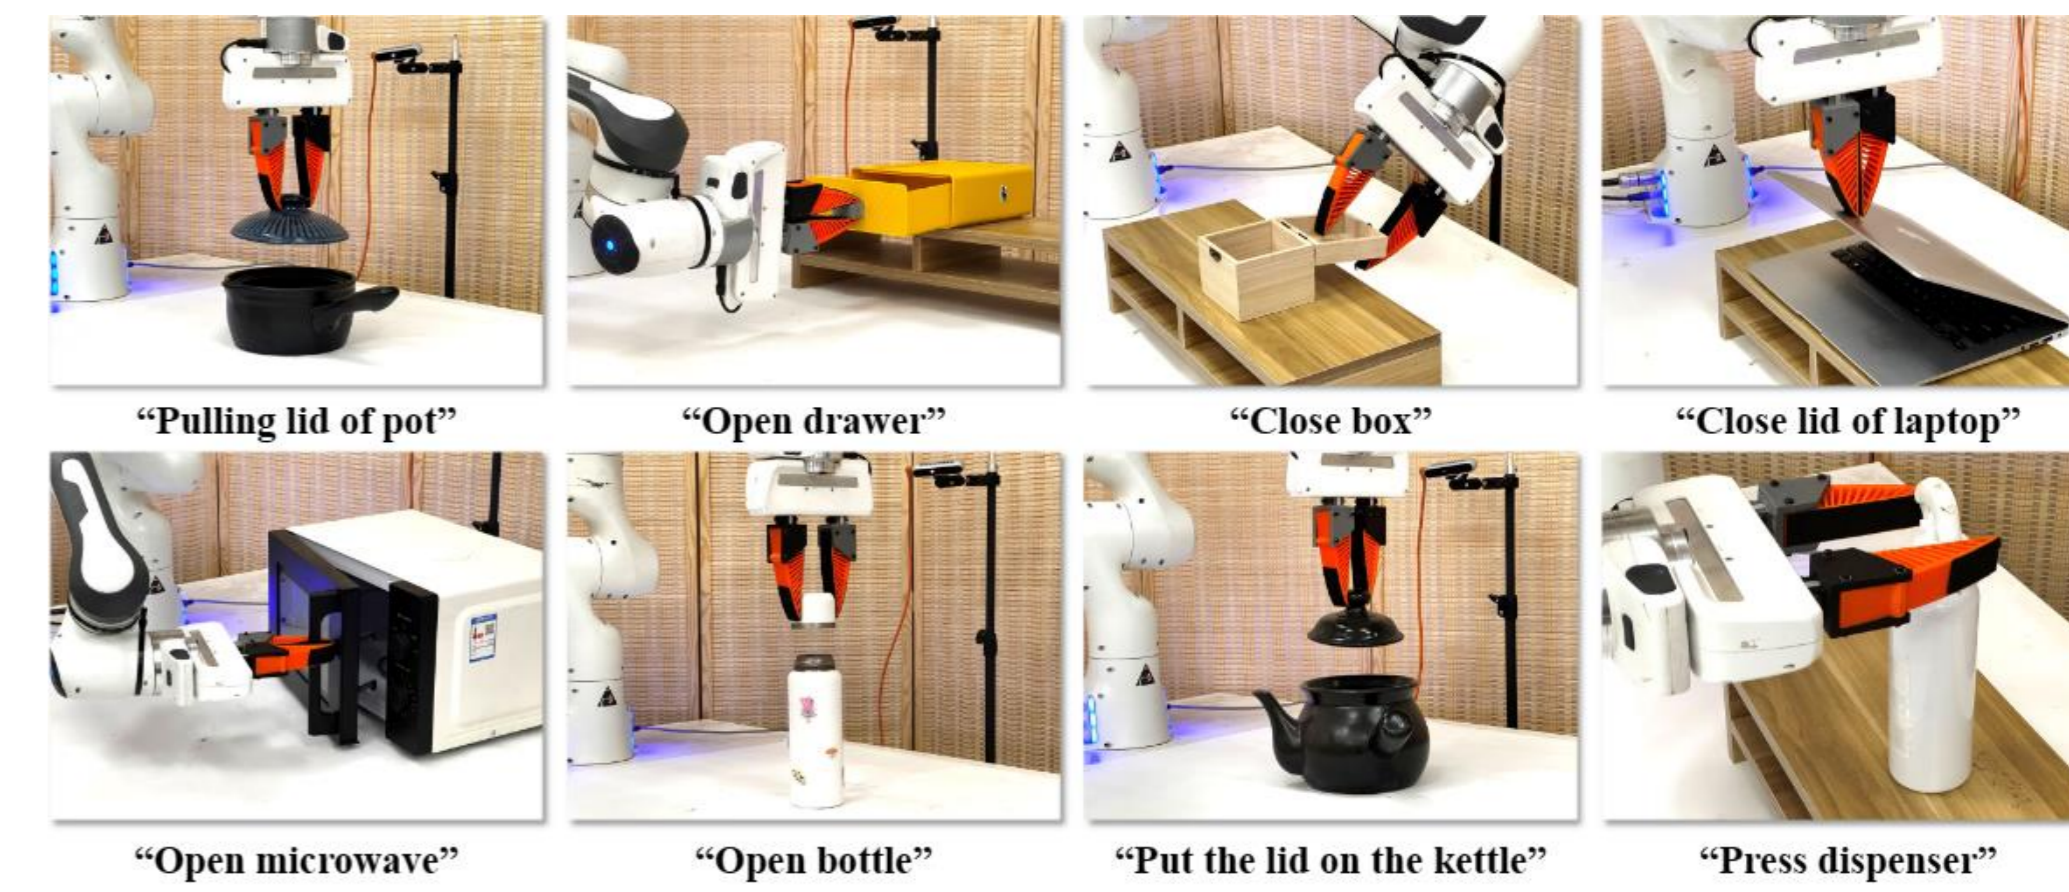 “Pulling lid of pot”
“Open drawer”
“Close box”
“Close lid of laptop”
“Open microwave”
“Open bottle”
“Put the lid on the kettle”
“Press dispenser”